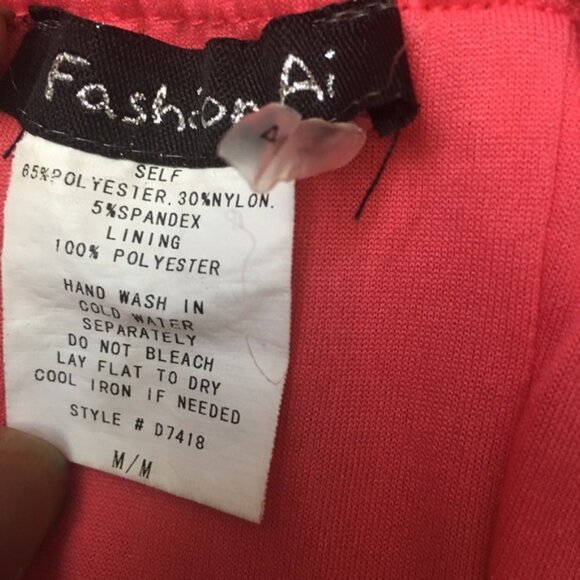 Fashion Ai
4
SELF
65%POLYESTER, 30%NYLON,
5%SPANDEX
LINING
100% POLYESTER
HAND WASH IN
COLD WATER
SEPARATELY
DO NOT BLEACH
LAY FLAT TO DRY
COOL IRON IF NEEDED
STYLE # D7418
M/M